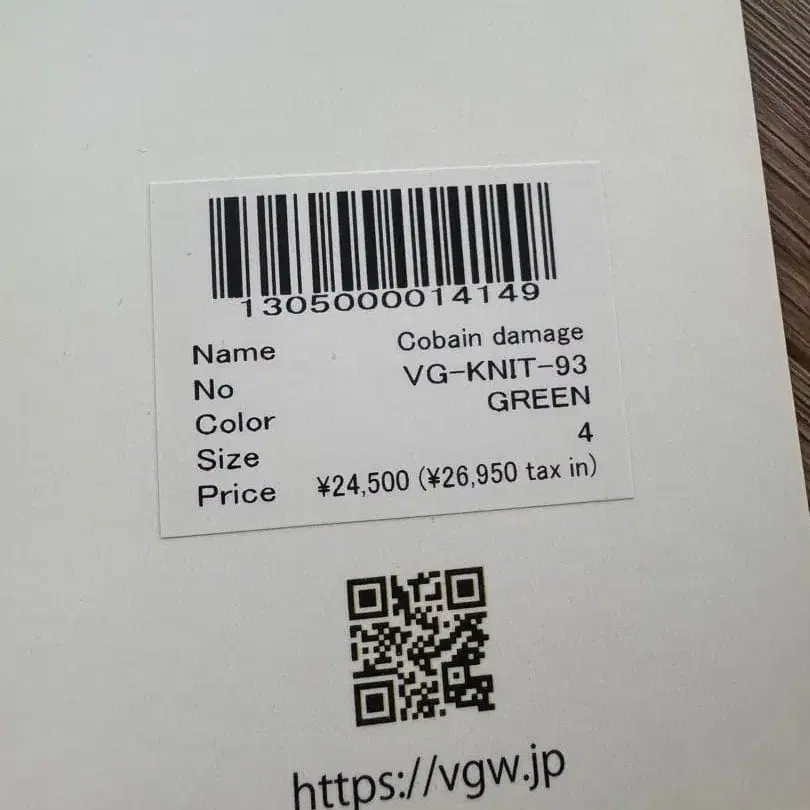 1305000014149
Name Cobain damage
No VG-KNIT-93
Color GREEN
Size 4
Price ¥24,500 (¥26,950 tax in)
https://vgw.jp